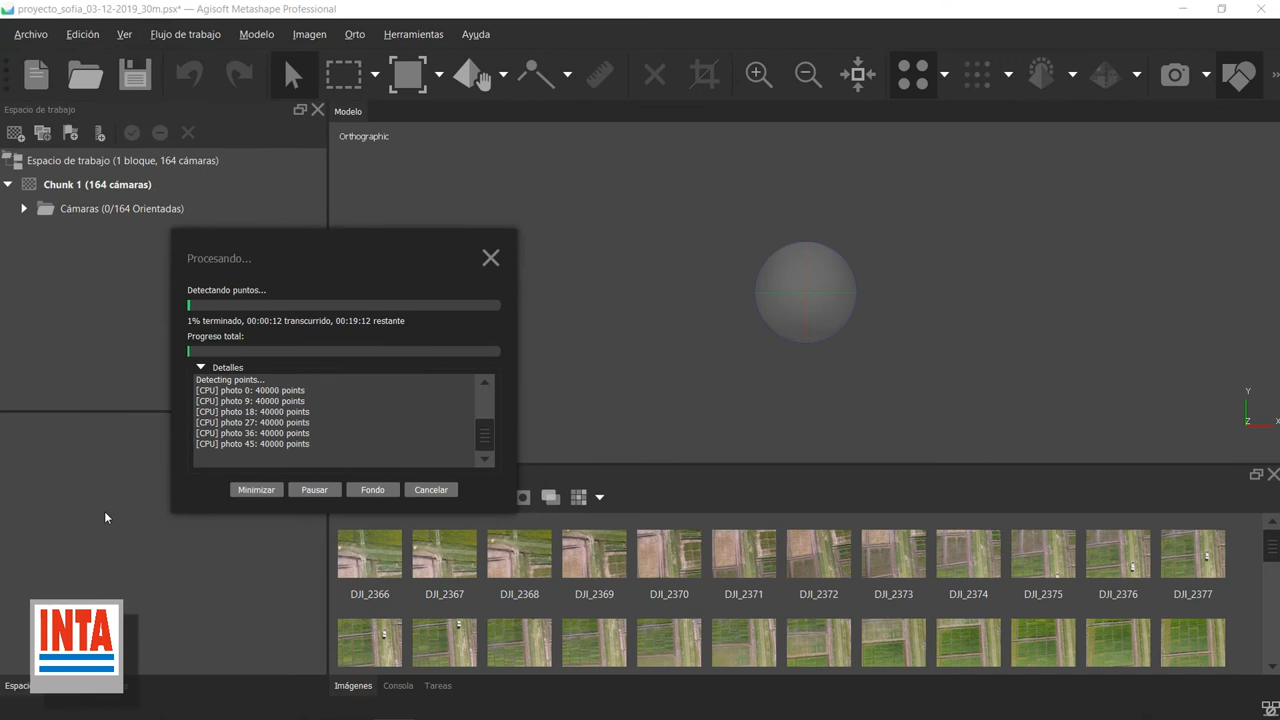 proyecto_sofia_03-12-2019_30m.psx* — Agisoft Metashape Professional
Archivo Edición Ver Flujo de trabajo Modelo Imagen Orto Herramientas Ayuda
Espacio de trabajo
Modelo
Orthographic
Espacio de trabajo (1 bloque, 164 cámaras)
Chunk 1 (164 cámaras)
Cámaras (0/164 Orientadas)
Procesando...
Detectando puntos...
1% terminado, 00:00:12 transcurrido, 00:19:12 restante
Progreso total:
Detalles
Detecting points...
[CPU] photo 0: 40000 points
[CPU] photo 9: 40000 points
[CPU] photo 18: 40000 points
[CPU] photo 27: 40000 points
[CPU] photo 36: 40000 points
[CPU] photo 45: 40000 points
Minimizar Pausar Fondo Cancelar
Y
Z X
DJI_2366 DJI_2367 DJI_2368 DJI_2369 DJI_2370 DJI_2371 DJI_2372 DJI_2373 DJI_2374 DJI_2375 DJI_2376 DJI_2377
INTA
Imágenes Consola Tareas